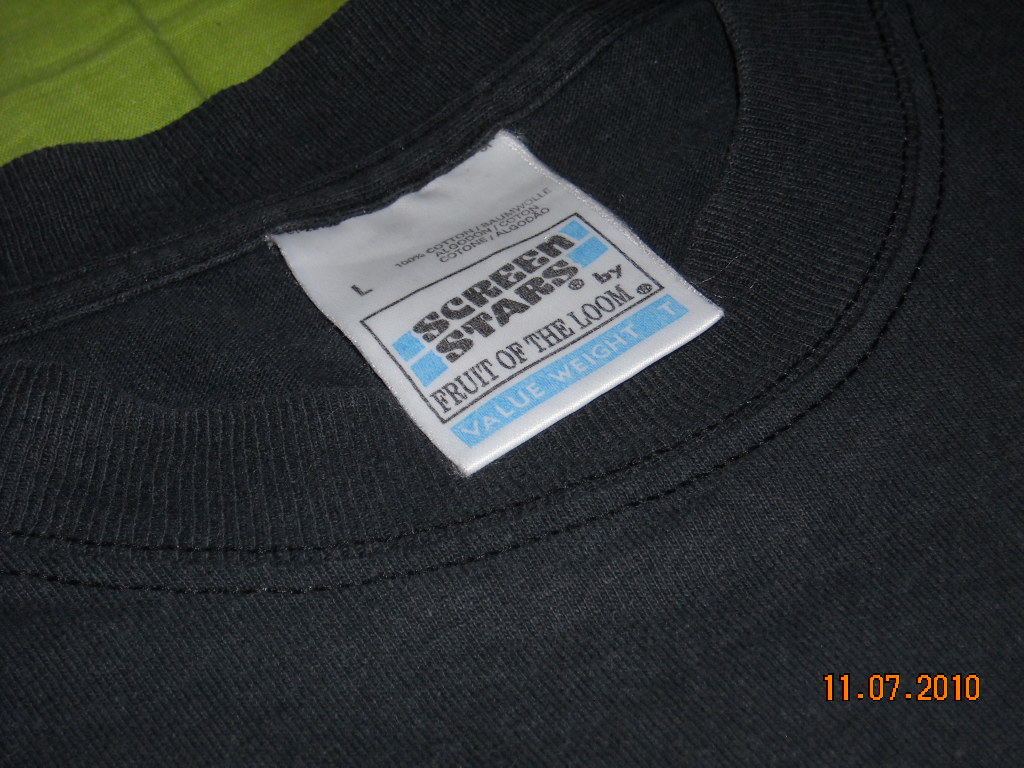 100% COTTON/BAUMWOLLE
ALGODON/COTON
COTONE/ALGODÃO
L
SCREEN
STARS® by
FRUIT OF THE LOOM ®
VALUE WEIGHT T
11.07.2010